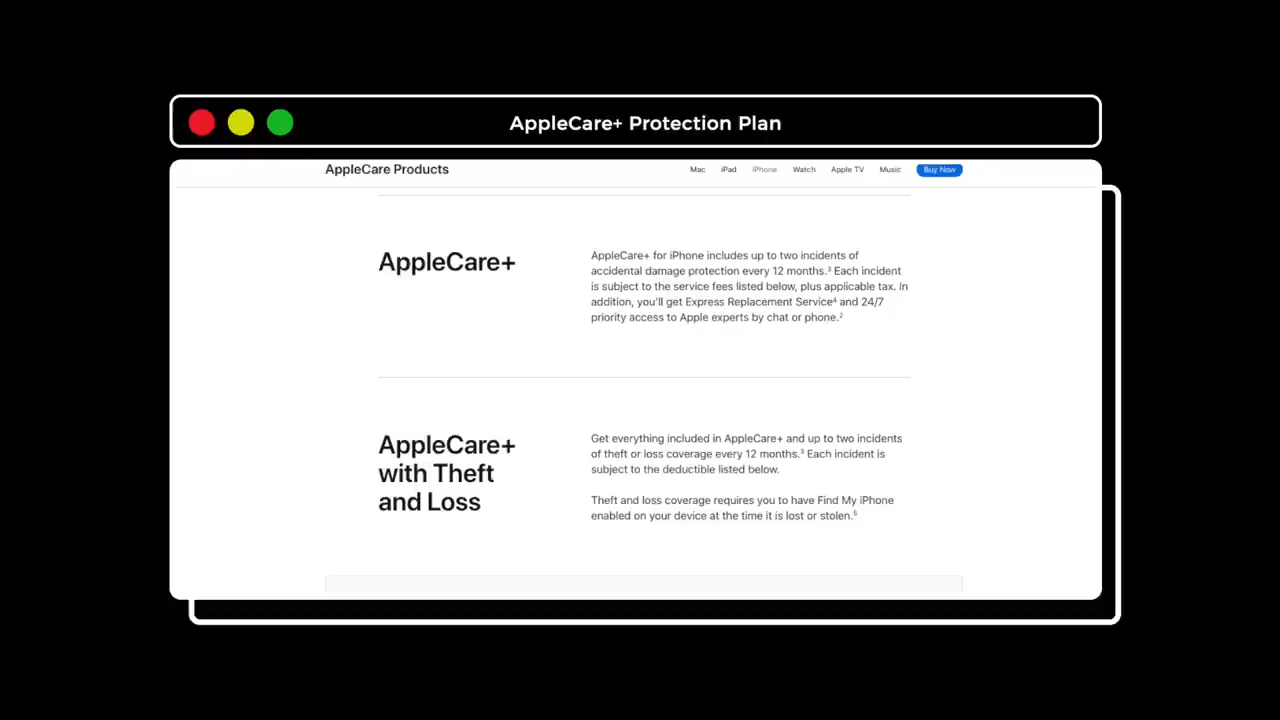 AppleCare+ Protection Plan
AppleCare Products
Mac iPad iPhone Watch Apple TV Music Buy Now
AppleCare+
AppleCare+ for iPhone includes up to two incidents of
accidental damage protection every 12 months.³ Each incident
is subject to the service fees listed below, plus applicable tax. In
addition, you'll get Express Replacement Service⁴ and 24/7
priority access to Apple experts by chat or phone.²
AppleCare+
with Theft
and Loss
Get everything included in AppleCare+ and up to two incidents
of theft or loss coverage every 12 months.³ Each incident is
subject to the deductible listed below.
Theft and loss coverage requires you to have Find My iPhone
enabled on your device at the time it is lost or stolen.⁵